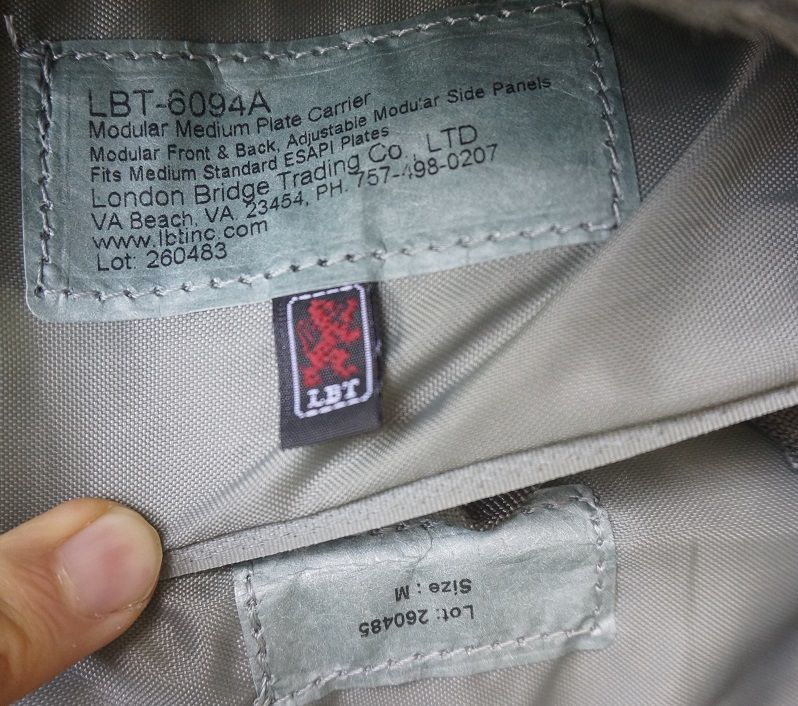 LBT-6094A
Modular Medium Plate Carrier
Modular Front & Back, Adjustable Modular Side Panels
Fits Medium Standard ESAPI Plates
London Bridge Trading Co., LTD
VA Beach, VA. 23454, PH. 757-498-0207
www.lbtinc.com
Lot: 260483
LBT
Lot: 260485
Size : M